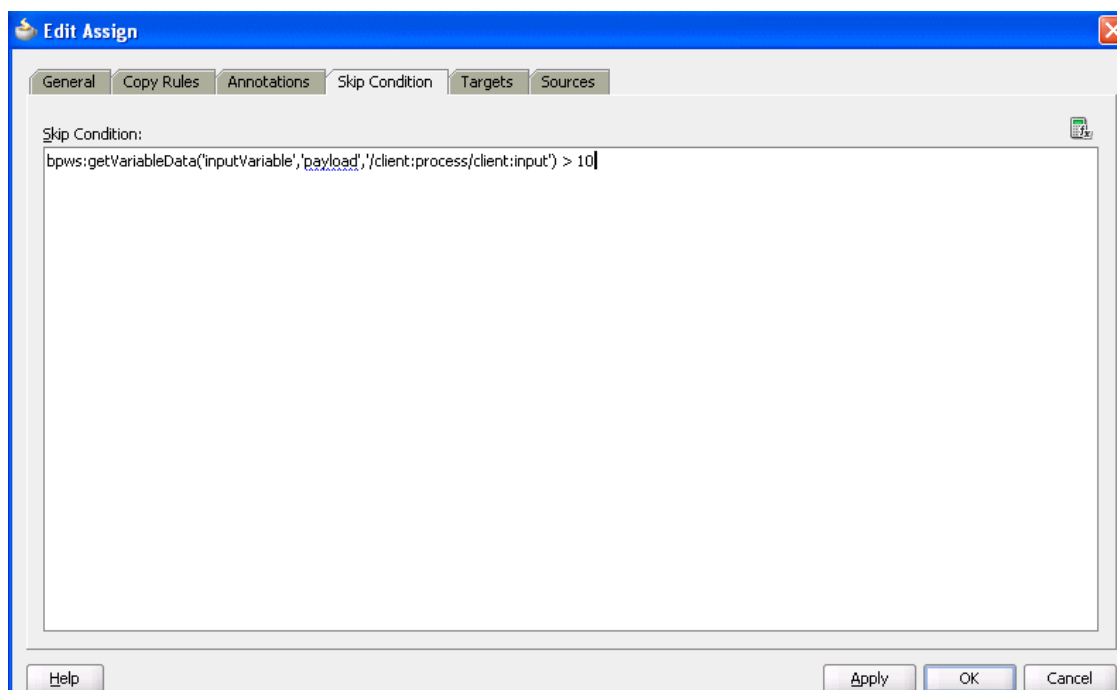 Edit Assign
General Copy Rules Annotations Skip Condition Targets Sources
Skip Condition:
bpws:getVariableData('inputVariable','payload','/client:process/client:input') > 10
Help Apply OK Cancel